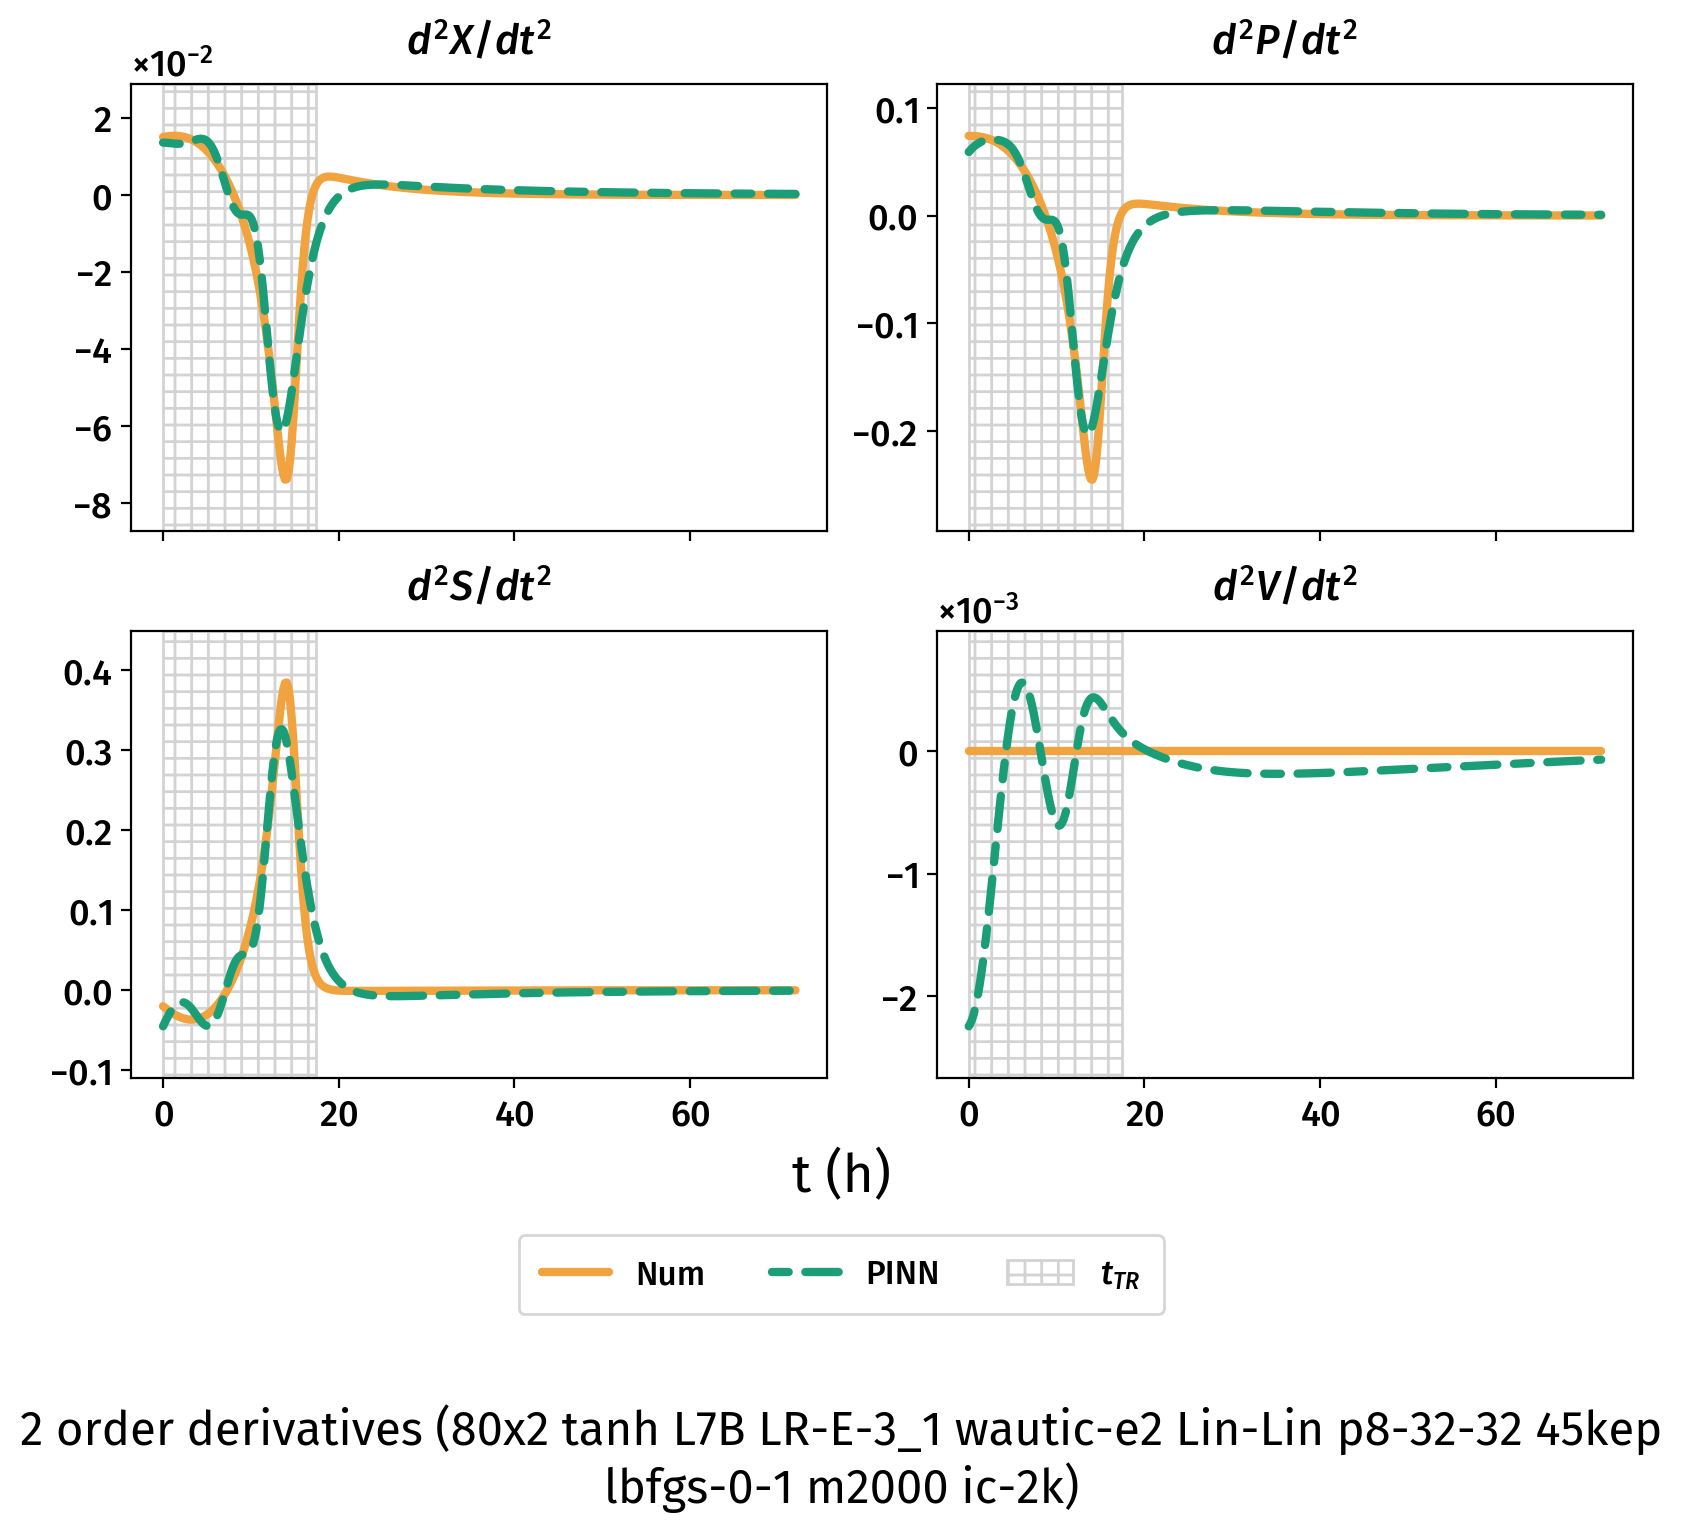 d²X/dt²
×10⁻²
2
0
−2
−4
−6
−8
d²P/dt²
0.1
0.0
−0.1
−0.2
d²S/dt²
0.4
0.3
0.2
0.1
0.0
−0.1
0 20 40 60
d²V/dt²
×10⁻³
0
−1
−2
0 20 40 60
t (h)
Num PINN t_TR
2 order derivatives (80x2 tanh L7B LR-E-3_1 wautic-e2 Lin-Lin p8-32-32 45kep
lbfgs-0-1 m2000 ic-2k)